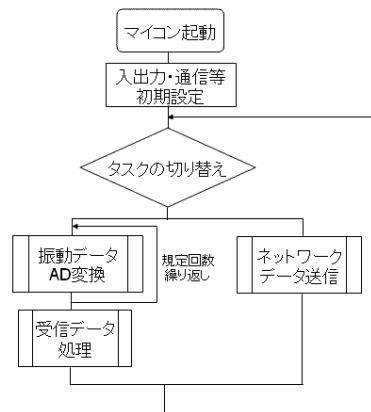 マイコン起動
入出力・通信等
初期設定
タスクの切り替え
振動データ
AD変換
規定回数
繰り返し
ネットワーク
データ送信
受信データ
処理